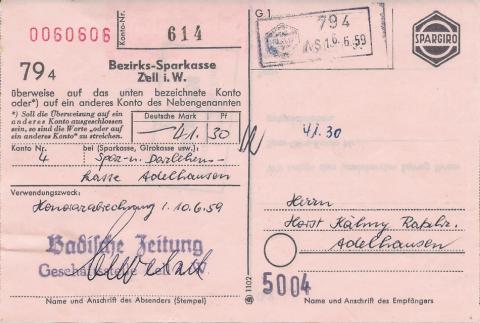 0060606
Konto-Nr.
614
79 4
Bezirks-Sparkasse
Zell i. W.
überweise auf das unten bezeichnete Konto
oder*) auf ein anderes Konto des Nebengenannten
*) Soll die Überweisung auf ein
anderes Konto ausgeschlossen
sein, so sind die Worte „oder auf
ein anderes Konto" zu streichen.
Deutsche Mark Pf
41. 30
Konto Nr. bei (Sparkasse, Girokasse usw.)
4 Spar- u. Darlehens-
kasse Adelhausen
Verwendungszweck:
Honorarabrechnung 1. 10.6.59
Badische Zeitung
Geschäftsstelle
Name und Anschrift des Absenders (Stempel)
G 1
794
1 6. 6. 59
SPARGIRO
41.30
Herrn
Horst
Adelhausen
5004
1102
Name und Anschrift des Empfängers